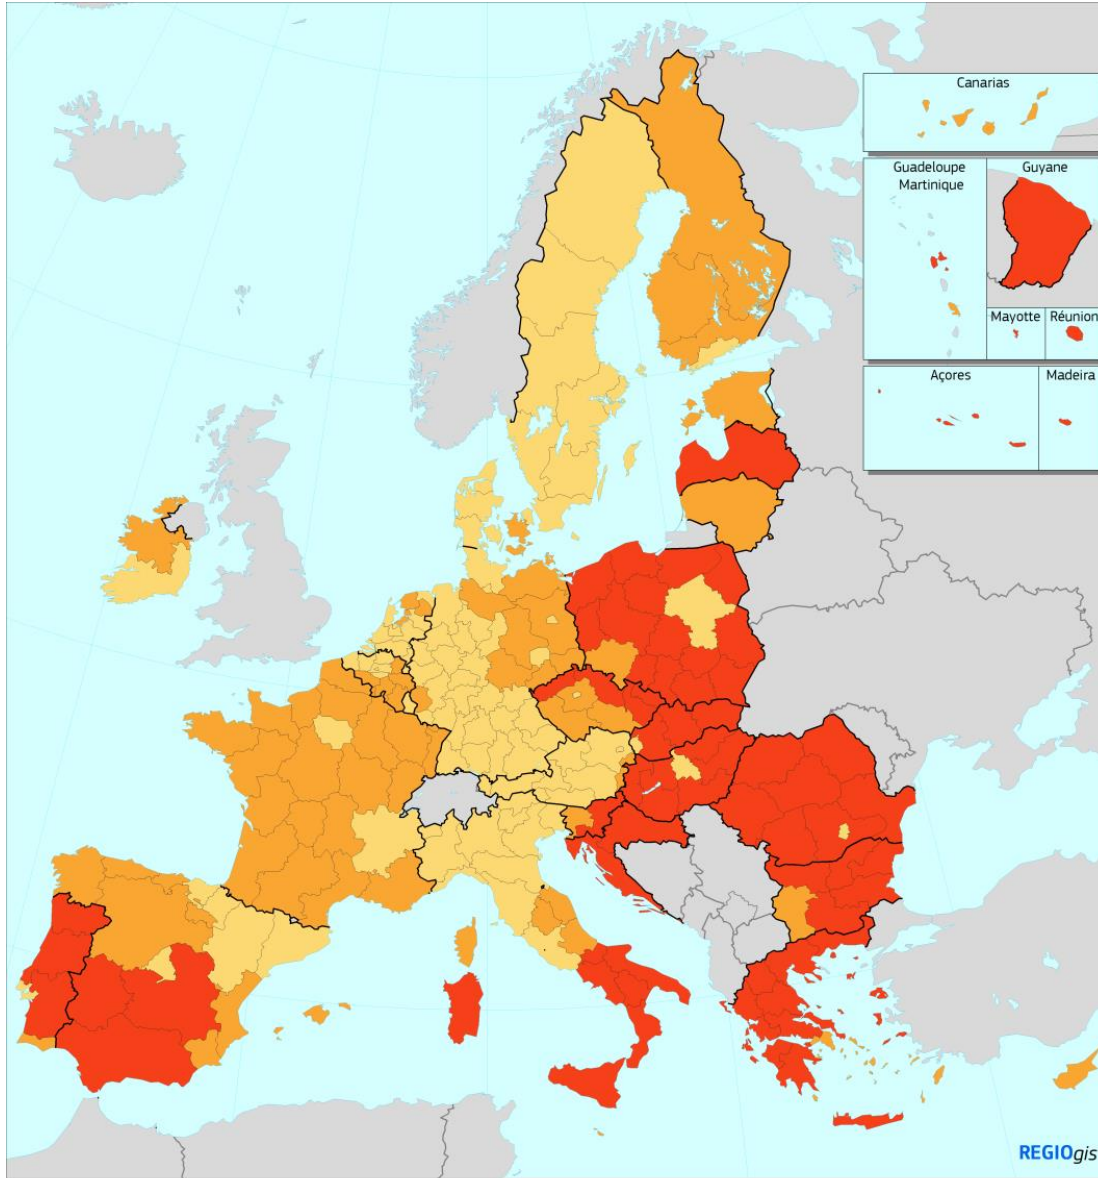 Canarias
Guadeloupe
Martinique
Guyane
Mayotte
Réunion
Açores
Madeira
REGIOgis